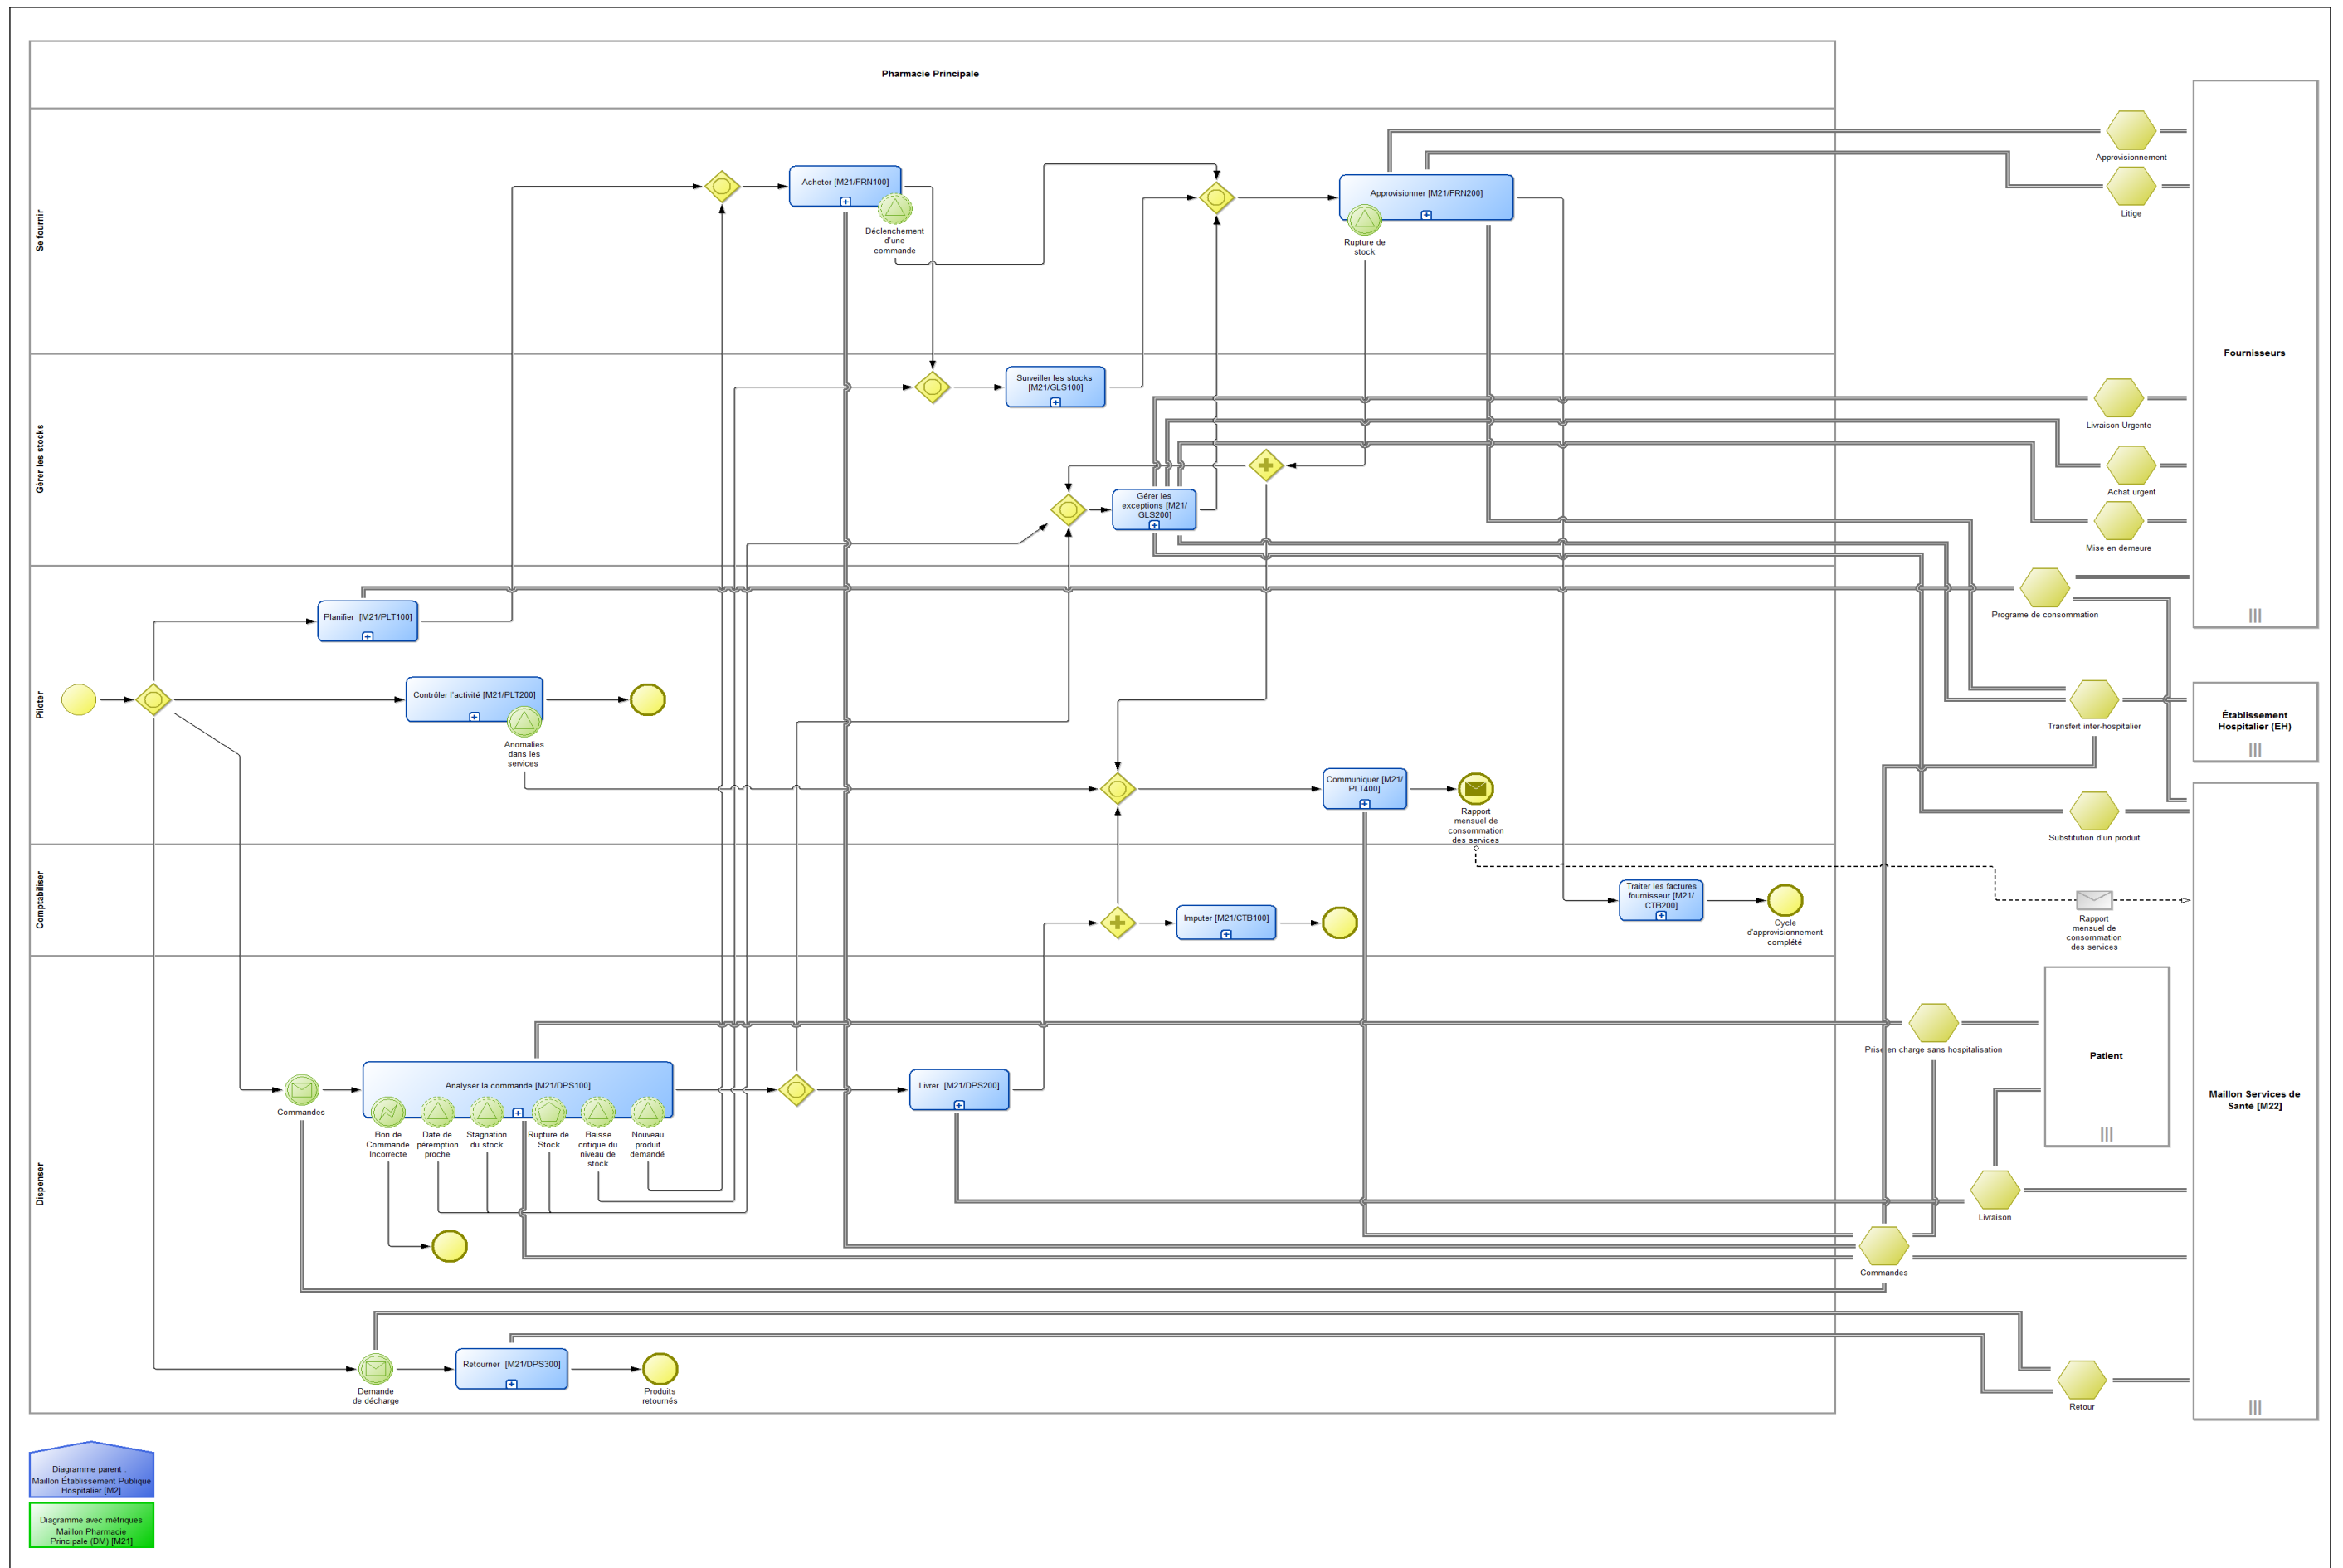 Pharmacie Principale
Se fournir
Acheter [M21/FRN100]
Déclenchement
d'une
commande
Approvisionner [M21/FRN200]
Rupture de
stock
Approvisionnement
Litige
Fournisseurs
Gérer les stocks
Surveiller les stocks
[M21/GLS100]
Gérer les
exceptions [M21/
GLS200]
Livraison Urgente
Achat urgent
Mise en demeure
Piloter
Planifier [M21/PLT100]
Contrôler l'activité [M21/PLT200]
Anomalies
dans les
services
Communiquer [M21/
PLT400]
Rapport
mensuel de
consommation
des services
Programe de consommation
Transfert inter-hospitalier
Établissement
Hospitalier (EH)
Substitution d'un produit
Comptabiliser
Imputer [M21/CTB100]
Traiter les factures
fournisseur [M21/
CTB200]
Cycle
d'approvisionnement
complété
Rapport
mensuel de
consommation
des services
Dispenser
Commandes
Analyser la commande [M21/DPS100]
Bon de
Commande
Incorrecte
Date de
péremption
proche
Stagnation
du stock
Rupture de
Stock
Baisse
critique du
niveau de
stock
Nouveau
produit
demandé
Livrer [M21/DPS200]
Prise en charge sans hospitalisation
Patient
Maillon Services de
Santé [M22]
Livraison
Commandes
Demande
de décharge
Retourner [M21/DPS300]
Produits
retournés
Retour
Diagramme parent :
Maillon Établissement Publique
Hospitalier [M2]
Diagramme avec métriques
Maillon Pharmacie
Principale (DM) [M21]